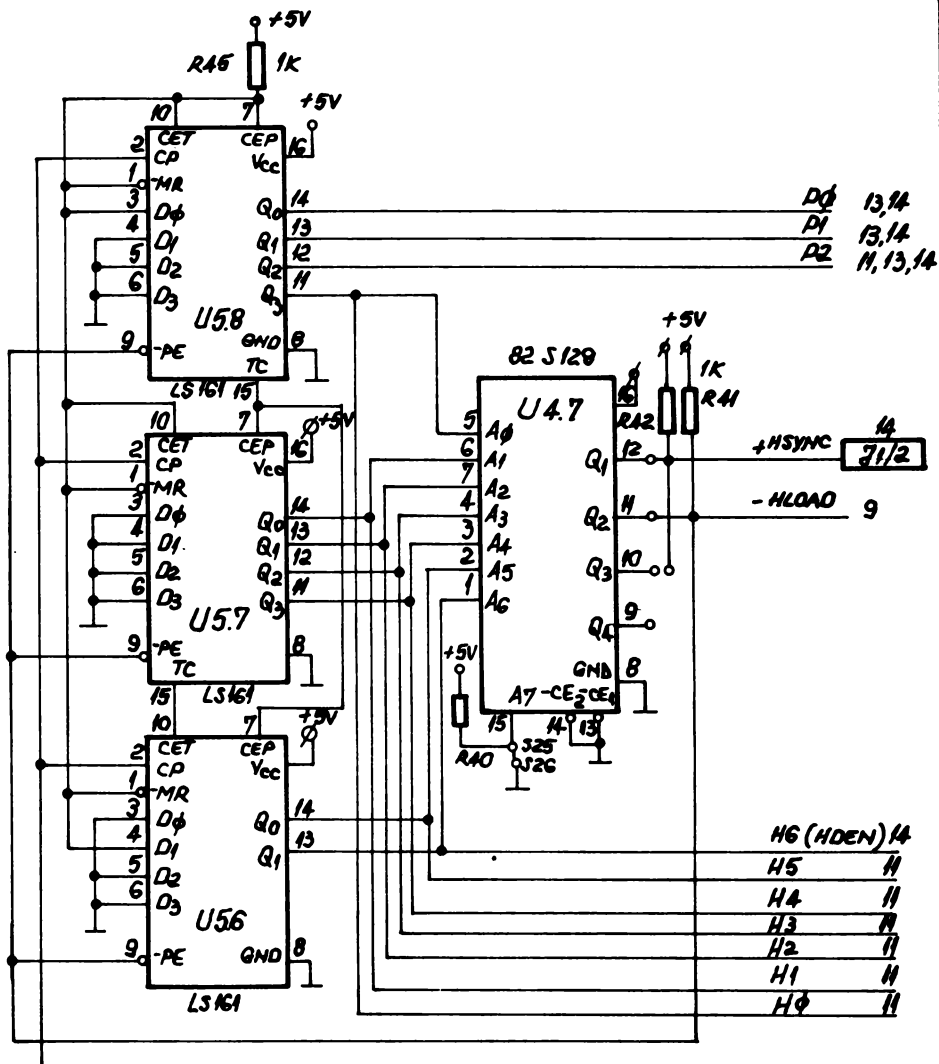 +5V
R45 1K
+5V
10 7
CET CEP
2 CP
16 Vcc
1 -MR
3 DØ
Q0 14
PØ 13,14
4 D1
Q1 13
P1 13,14
5 D2
Q2 12
P2 11,13,14
6 D3
Q3 11
U5.8
9 -PE
GND 8
TC
LS161 15
+5V
82 S129
1K
R42 R41
16
U4.7
5 AØ
6 A1
7 A2
4 A3
3 A4
2 A5
1 A6
Q1 12
+HSYNC
14
J1/2
Q2 11
-HLOAD 9
Q3 10
Q4 9
GND 8
A7 -CE2 -CE1
15 14 13
+5V
R40
S25
S26
10 7
+5V
CET CEP
2 CP
16 Vcc
1 -MR
3 DØ
Q0 14
4 D1
Q1 13
5 D2
Q2 12
6 D3
Q3 11
U5.7
9 -PE
8
TC
15 LS161
10 7
+5V
CET CEP
2 CP
Vcc
1 -MR
3 DØ
Q0 14
4 D1
Q1 13
5 D2
6 D3
U5.6
9 -PE
GND 8
LS161
H6 (HDEN) 14
H5 11
H4 11
H3 11
H2 11
H1 11
HØ 11